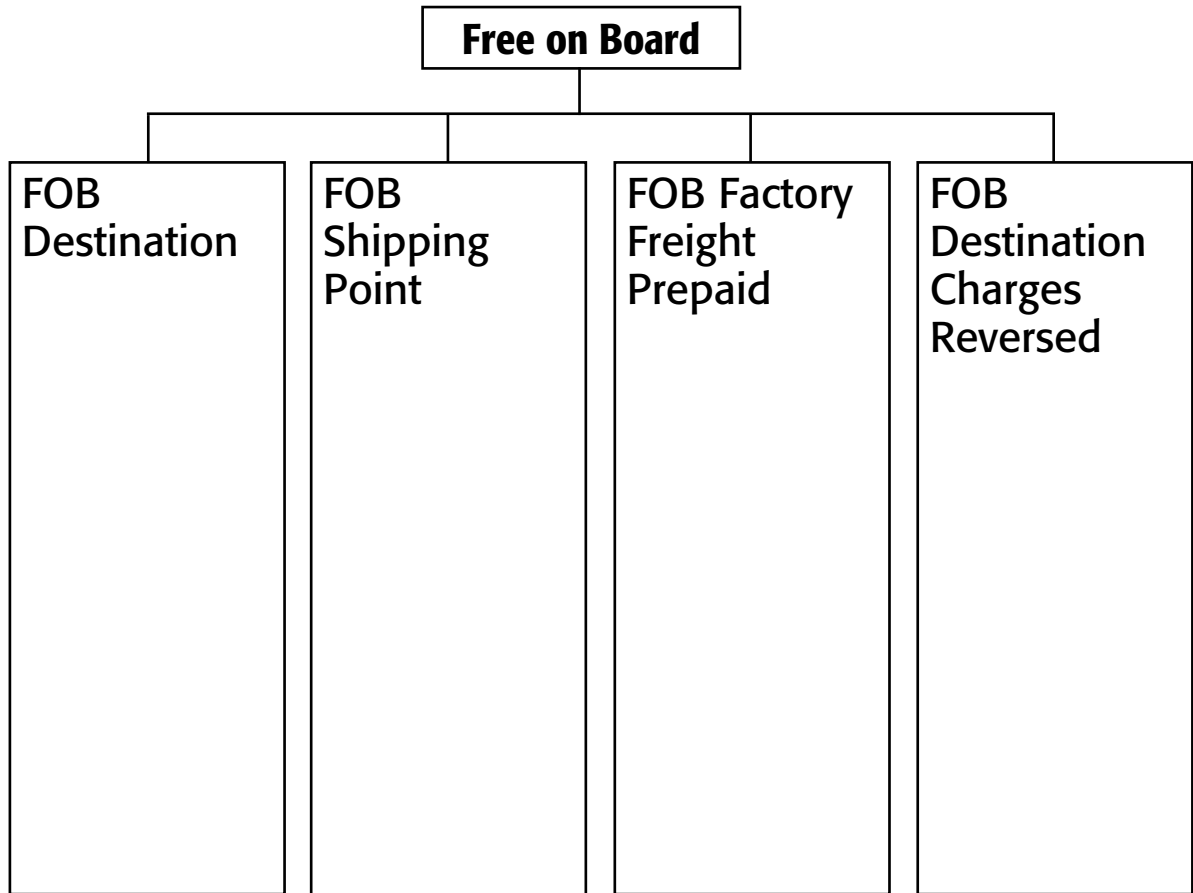 Free on Board
FOB
Destination
FOB
Shipping
Point
FOB Factory
Freight
Prepaid
FOB
Destination
Charges
Reversed